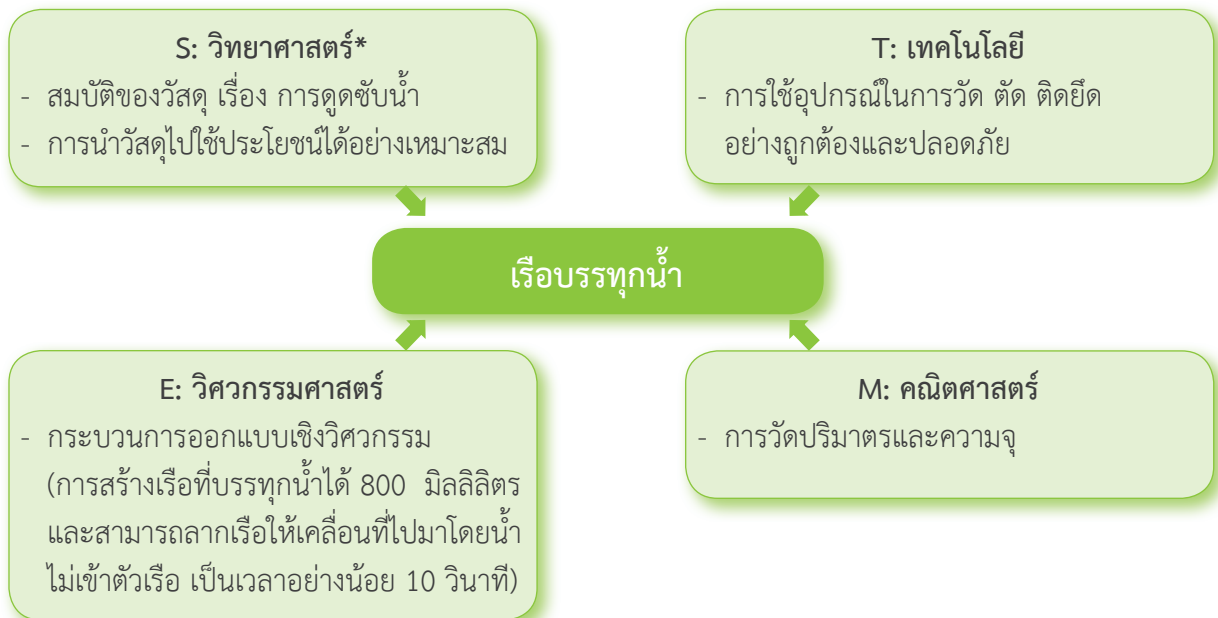 S: วิทยาศาสตร์*
- สมบัติของวัสดุ เรื่อง การดูดซับน้ำ
- การนำวัสดุไปใช้ประโยชน์ได้อย่างเหมาะสม
T: เทคโนโลยี
- การใช้อุปกรณ์ในการวัด ตัด ติดยึด
อย่างถูกต้องและปลอดภัย
เรือบรรทุกน้ำ
E: วิศวกรรมศาสตร์
- กระบวนการออกแบบเชิงวิศวกรรม
(การสร้างเรือที่บรรทุกน้ำได้ 800 มิลลิลิตร
และสามารถลากเรือให้เคลื่อนที่ไปมาโดยน้ำ
ไม่เข้าตัวเรือ เป็นเวลาอย่างน้อย 10 วินาที)
M: คณิตศาสตร์
- การวัดปริมาตรและความจุ